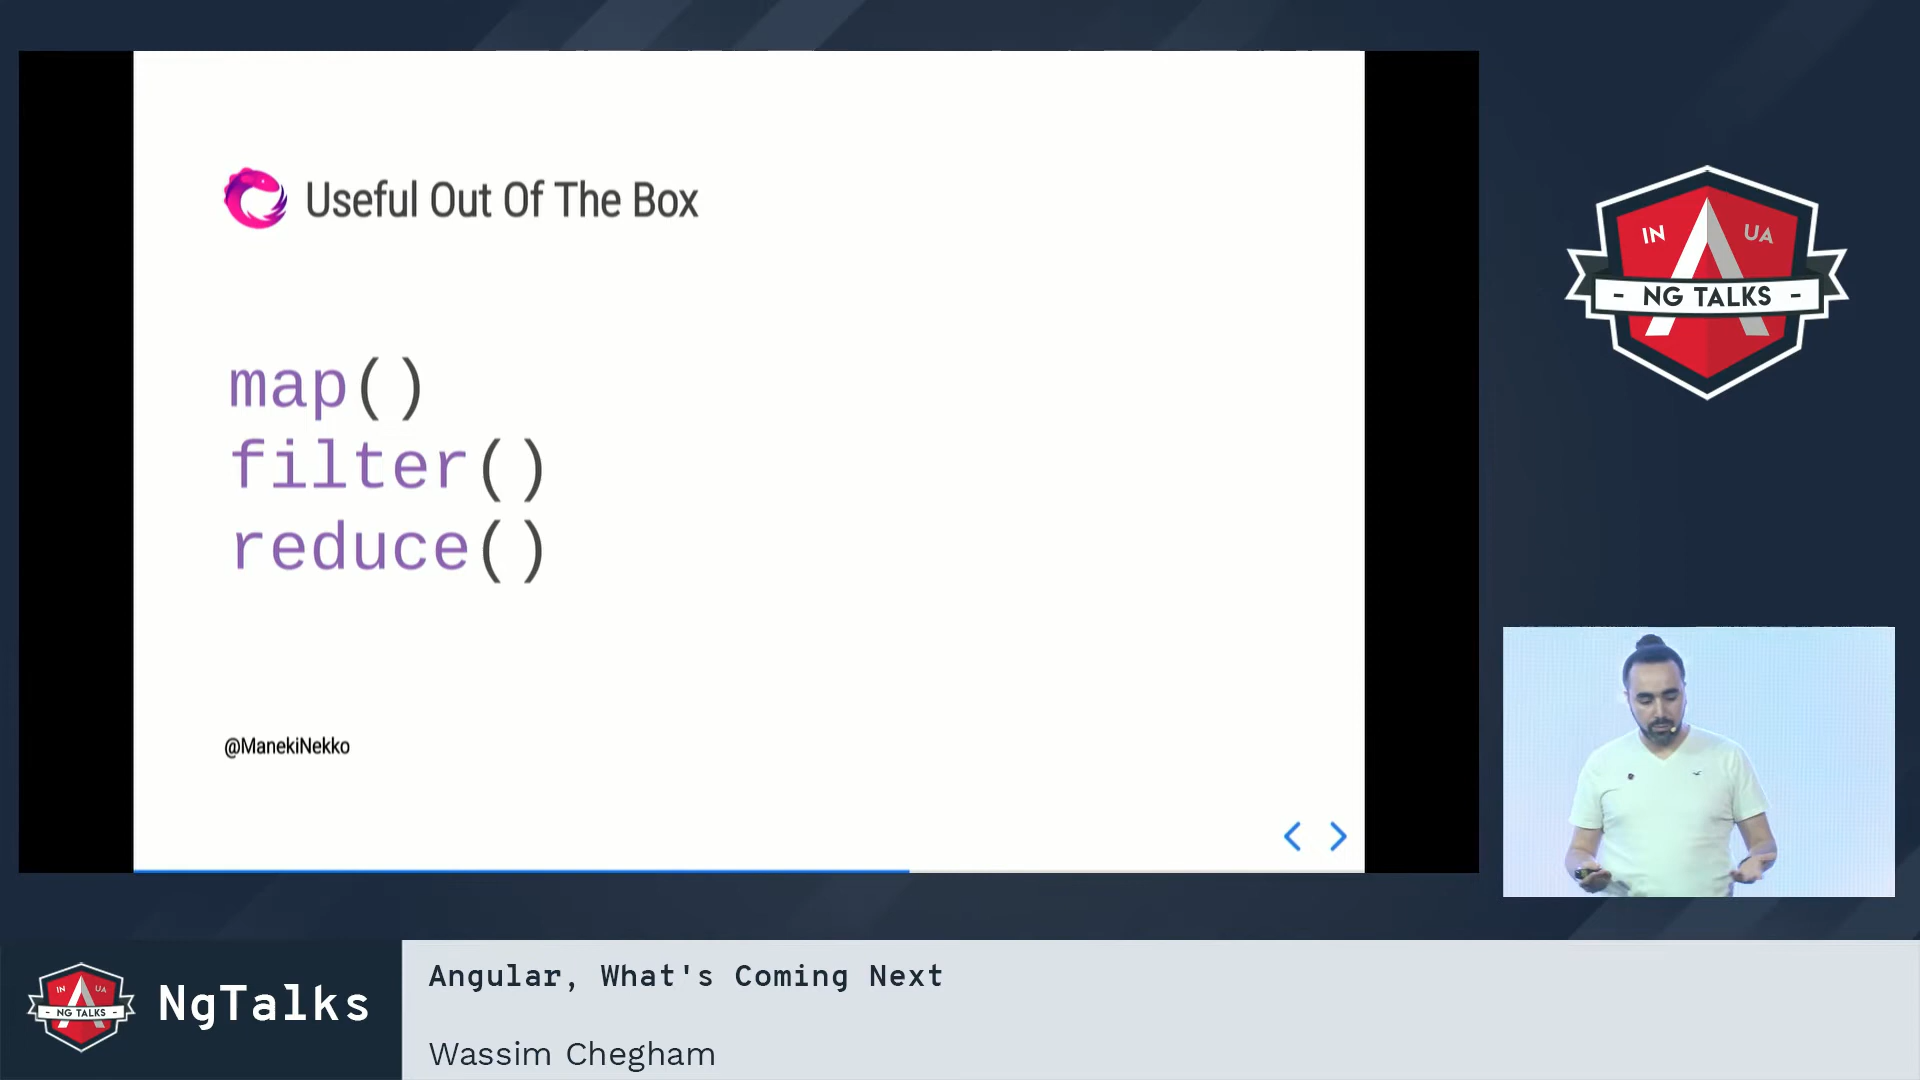 Useful Out Of The Box
map()
filter()
reduce()
@ManekiNekko
IN UA
- NG TALKS -
IN UA
- NG TALKS -
NgTalks
Angular, What's Coming Next
Wassim Chegham